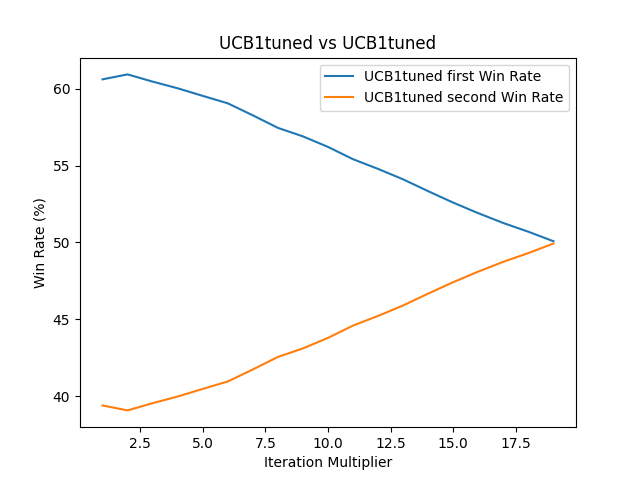 UCB1tuned vs UCB1tuned
UCB1tuned first Win Rate
UCB1tuned second Win Rate
60
55
50
45
40
Win Rate (%)
2.5 5.0 7.5 10.0 12.5 15.0 17.5
Iteration Multiplier